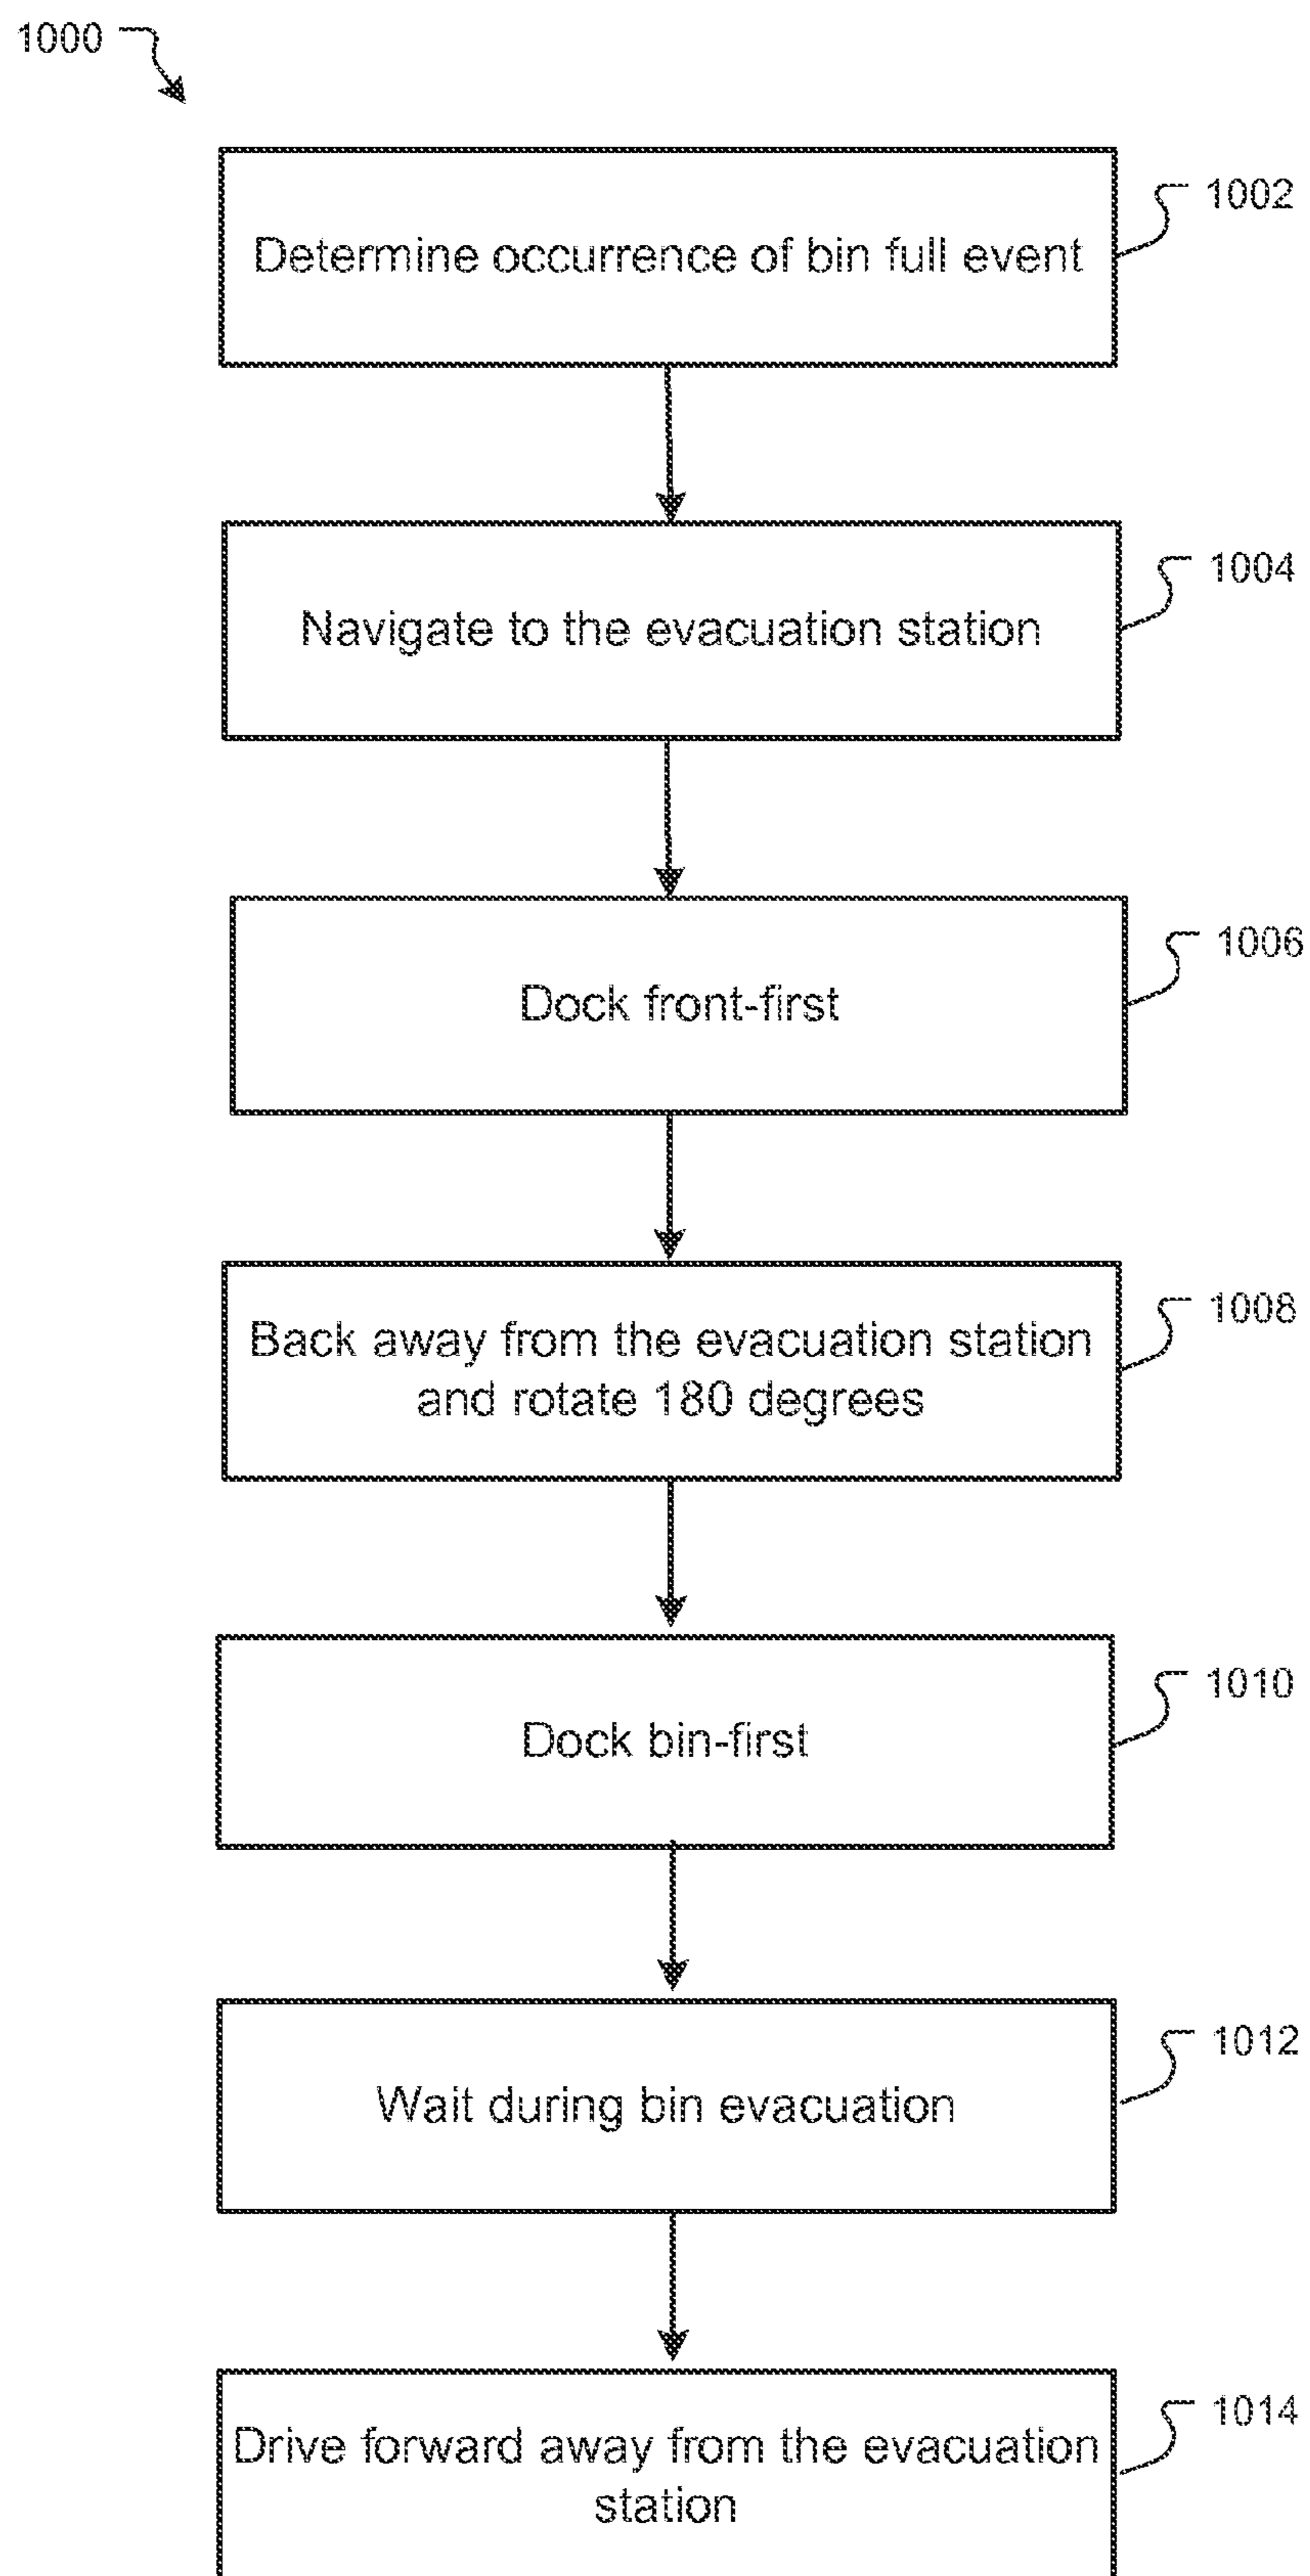 1000
Determine occurrence of bin full event
1002
Navigate to the evacuation station
1004
Dock front-first
1006
Back away from the evacuation station
and rotate 180 degrees
1008
Dock bin-first
1010
Wait during bin evacuation
1012
Drive forward away from the evacuation
station
1014